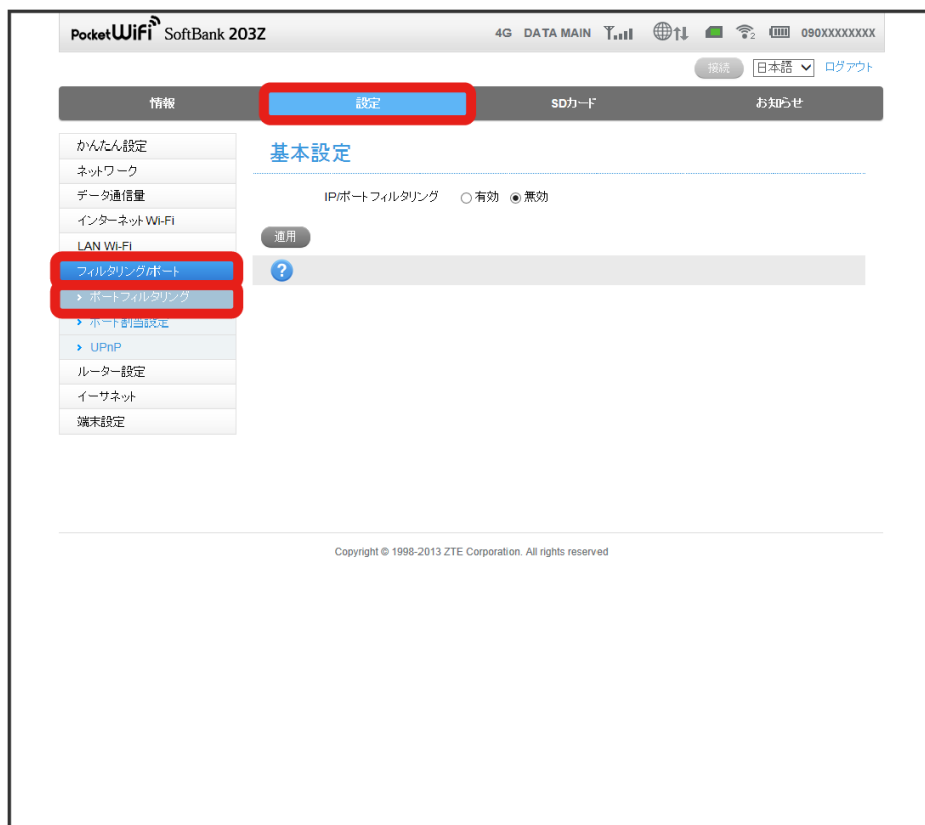 PocketWiFi SoftBank 203Z 4G DATA MAIN 2 090XXXXXXXX
接続 日本語 ログアウト
情報 設定 SDカード お知らせ
かんたん設定
ネットワーク
データ通信量
インターネットWi-Fi
LAN Wi-Fi
フィルタリング/ポート
› ポートフィルタリング
› ポート割当設定
› UPnP
ルーター設定
イーサネット
端末設定
基本設定
IP/ポートフィルタリング 有効 無効
適用
?
Copyright © 1998-2013 ZTE Corporation. All rights reserved